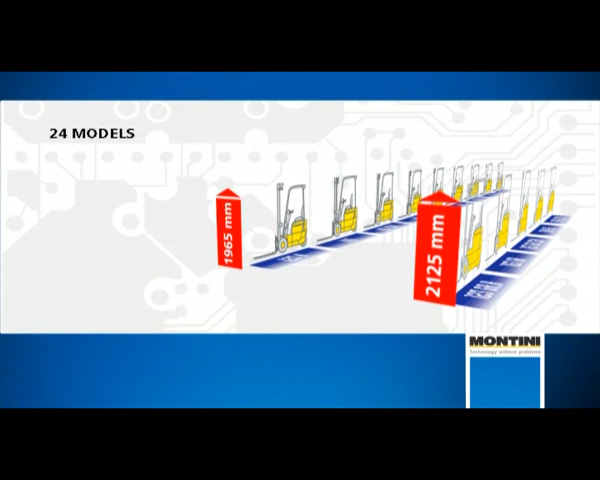 24 MODELS
1965 mm
2125 mm
MONTINI
Technology without problems